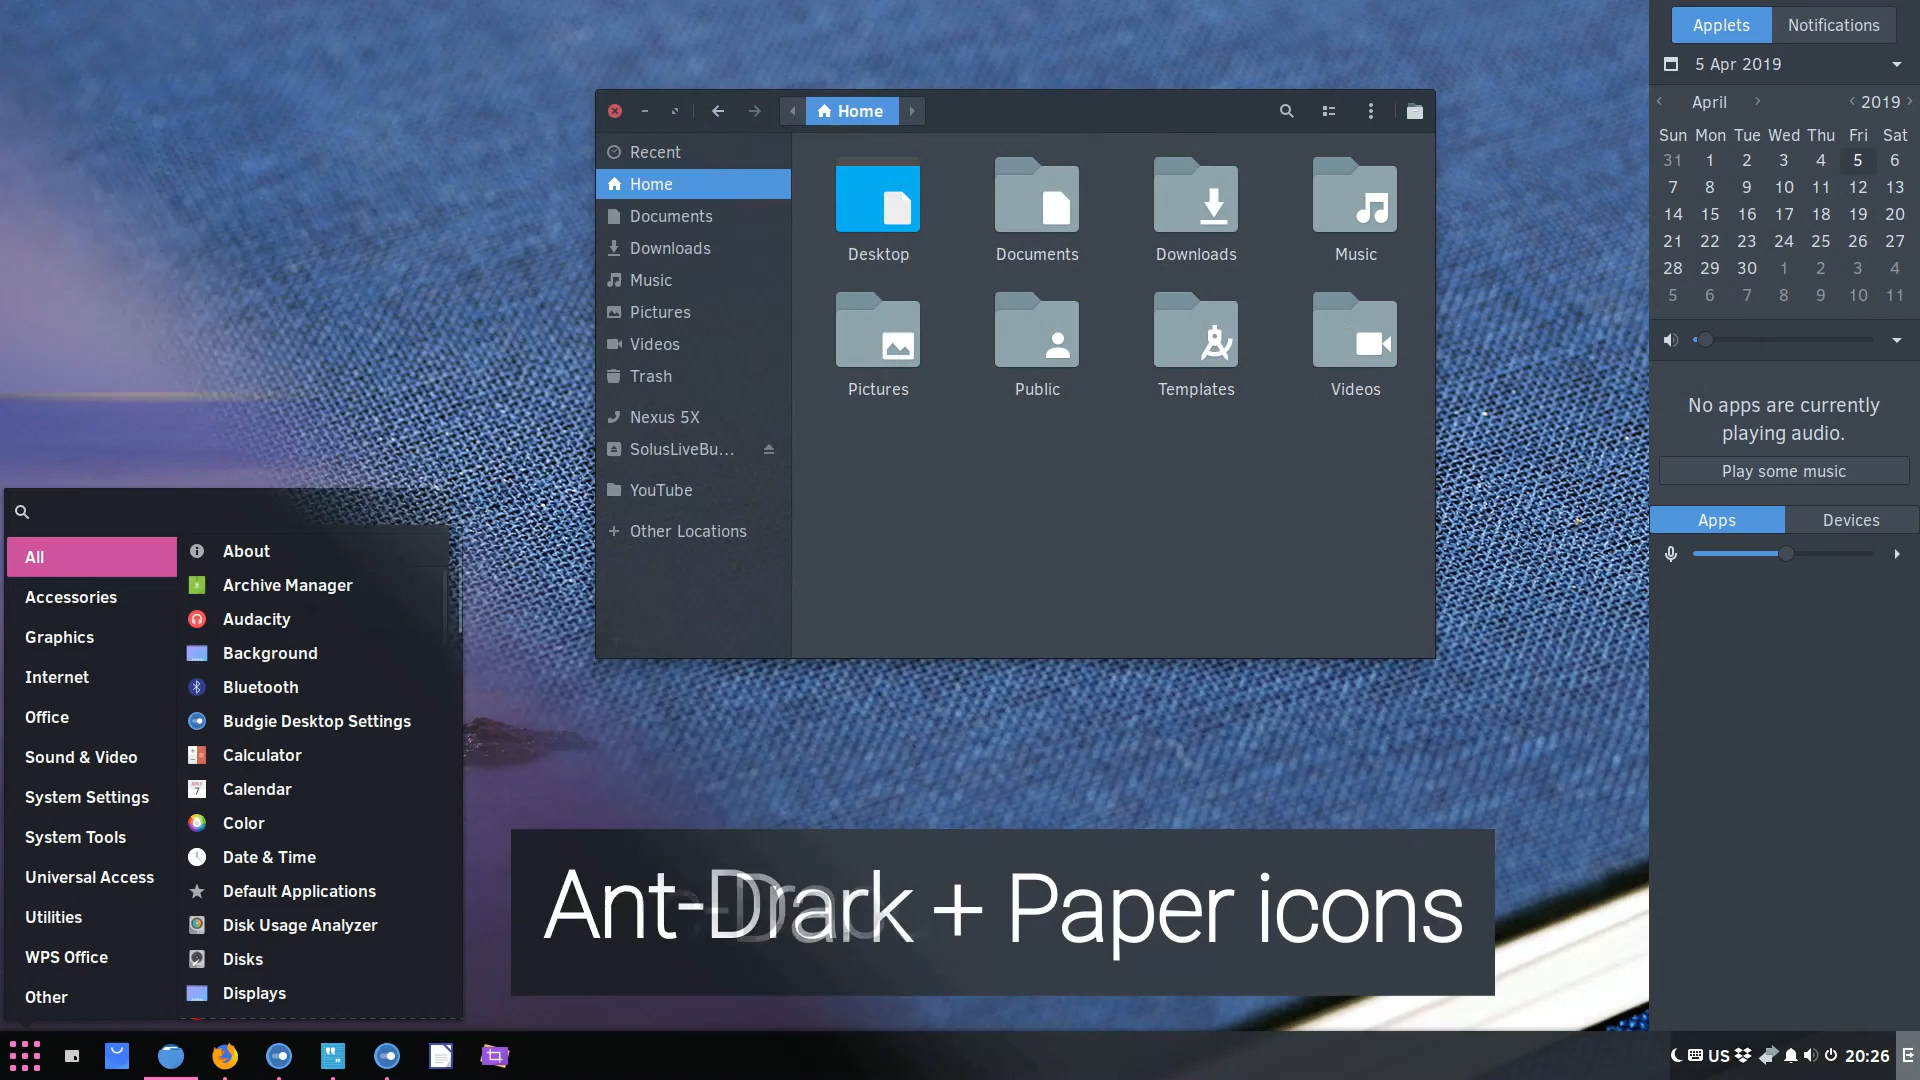 Applets Notifications
5 Apr 2019
April 2019
Sun Mon Tue Wed Thu Fri Sat
31 1 2 3 4 5 6
7 8 9 10 11 12 13
14 15 16 17 18 19 20
21 22 23 24 25 26 27
28 29 30 1 2 3 4
5 6 7 8 9 10 11
No apps are currently
playing audio.
Play some music
Apps Devices
Home
Recent
Home
Documents
Downloads
Music
Pictures
Videos
Trash
Nexus 5X
SolusLiveBu...
YouTube
Other Locations
Desktop Documents Downloads Music
Pictures Public Templates Videos
All
Accessories
Graphics
Internet
Office
Sound & Video
System Settings
System Tools
Universal Access
Utilities
WPS Office
Other
About
Archive Manager
Audacity
Background
Bluetooth
Budgie Desktop Settings
Calculator
Calendar
Color
Date & Time
Default Applications
Disk Usage Analyzer
Disks
Displays
Ant-Drark + Paper icons
US 20:26